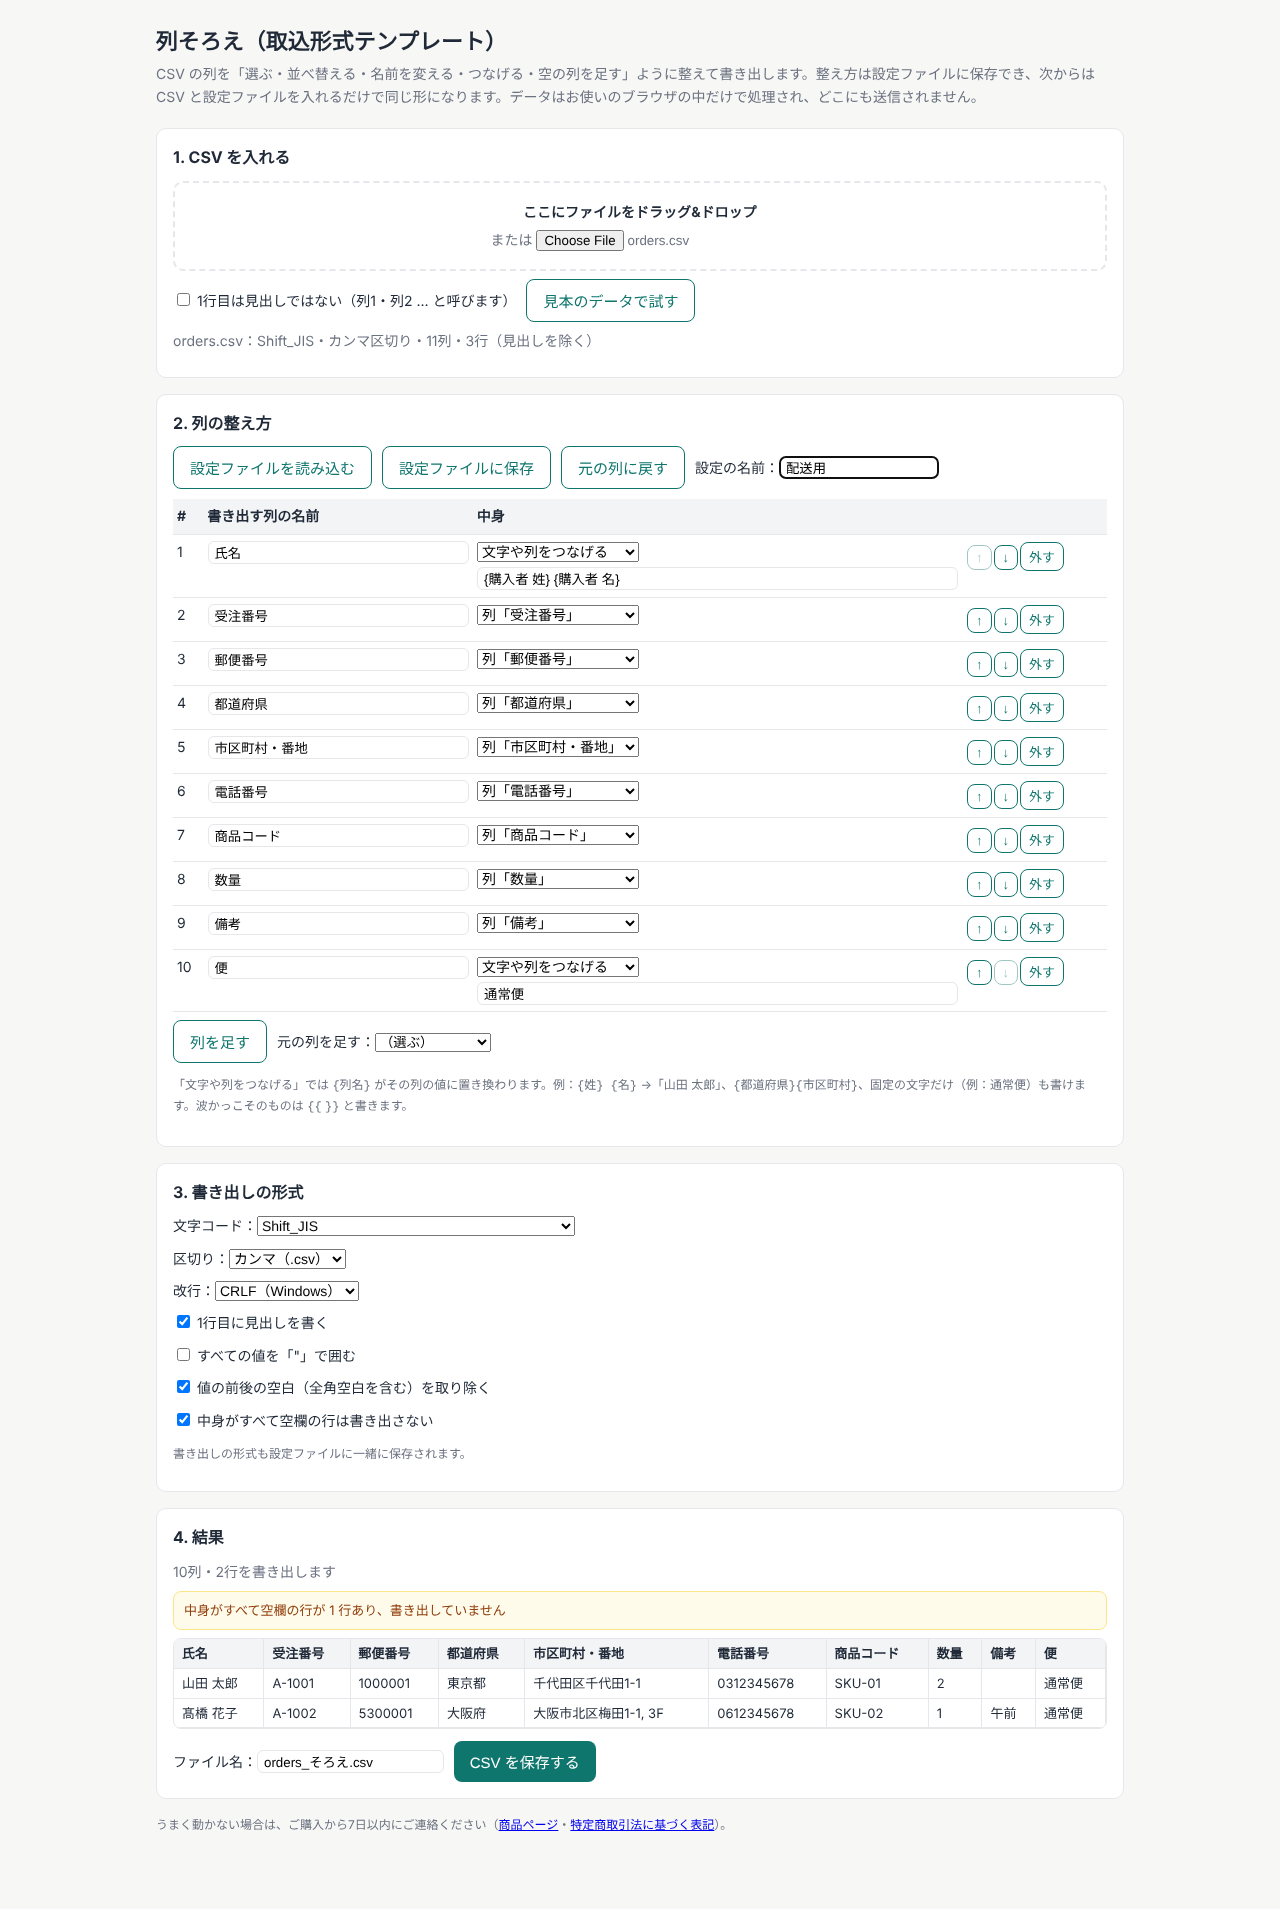 列そろえ（取込形式テンプレート）
CSV の列を「選ぶ・並べ替える・名前を変える・つなげる・空の列を足す」ように整えて書き出します。整え方は設定ファイルに保存でき、次からは
CSV と設定ファイルを入れるだけで同じ形になります。データはお使いのブラウザの中だけで処理され、どこにも送信されません。
1. CSV を入れる
ここにファイルをドラッグ&ドロップ
または Choose File orders.csv
1行目は見出しではない（列1・列2 … と呼びます） 見本のデータで試す
orders.csv：Shift_JIS・カンマ区切り・11列・3行（見出しを除く）
2. 列の整え方
設定ファイルを読み込む 設定ファイルに保存 元の列に戻す 設定の名前： 配送用
# 書き出す列の名前 中身
1 氏名 文字や列をつなげる ↑ ↓ 外す
{購入者 姓} {購入者 名}
2 受注番号 列「受注番号」 ↑ ↓ 外す
3 郵便番号 列「郵便番号」 ↑ ↓ 外す
4 都道府県 列「都道府県」 ↑ ↓ 外す
5 市区町村・番地 列「市区町村・番地」 ↑ ↓ 外す
6 電話番号 列「電話番号」 ↑ ↓ 外す
7 商品コード 列「商品コード」 ↑ ↓ 外す
8 数量 列「数量」 ↑ ↓ 外す
9 備考 列「備考」 ↑ ↓ 外す
10 便 文字や列をつなげる ↑ ↓ 外す
通常便
列を足す 元の列を足す： （選ぶ）
「文字や列をつなげる」では {列名} がその列の値に置き換わります。例：{姓} {名} →「山田 太郎」、{都道府県}{市区町村}、固定の文字だけ（例：通常便）も書けま
す。波かっこそのものは {{ }} と書きます。
3. 書き出しの形式
文字コード： Shift_JIS
区切り： カンマ（.csv）
改行： CRLF（Windows）
1行目に見出しを書く
すべての値を「"」で囲む
値の前後の空白（全角空白を含む）を取り除く
中身がすべて空欄の行は書き出さない
書き出しの形式も設定ファイルに一緒に保存されます。
4. 結果
10列・2行を書き出します
中身がすべて空欄の行が 1 行あり、書き出していません
氏名 受注番号 郵便番号 都道府県 市区町村・番地 電話番号 商品コード 数量 備考 便
山田 太郎 A-1001 1000001 東京都 千代田区千代田1-1 0312345678 SKU-01 2 通常便
髙橋 花子 A-1002 5300001 大阪府 大阪市北区梅田1-1, 3F 0612345678 SKU-02 1 午前 通常便
ファイル名： orders_そろえ.csv CSV を保存する
うまく動かない場合は、ご購入から7日以内にご連絡ください（商品ページ・特定商取引法に基づく表記）。